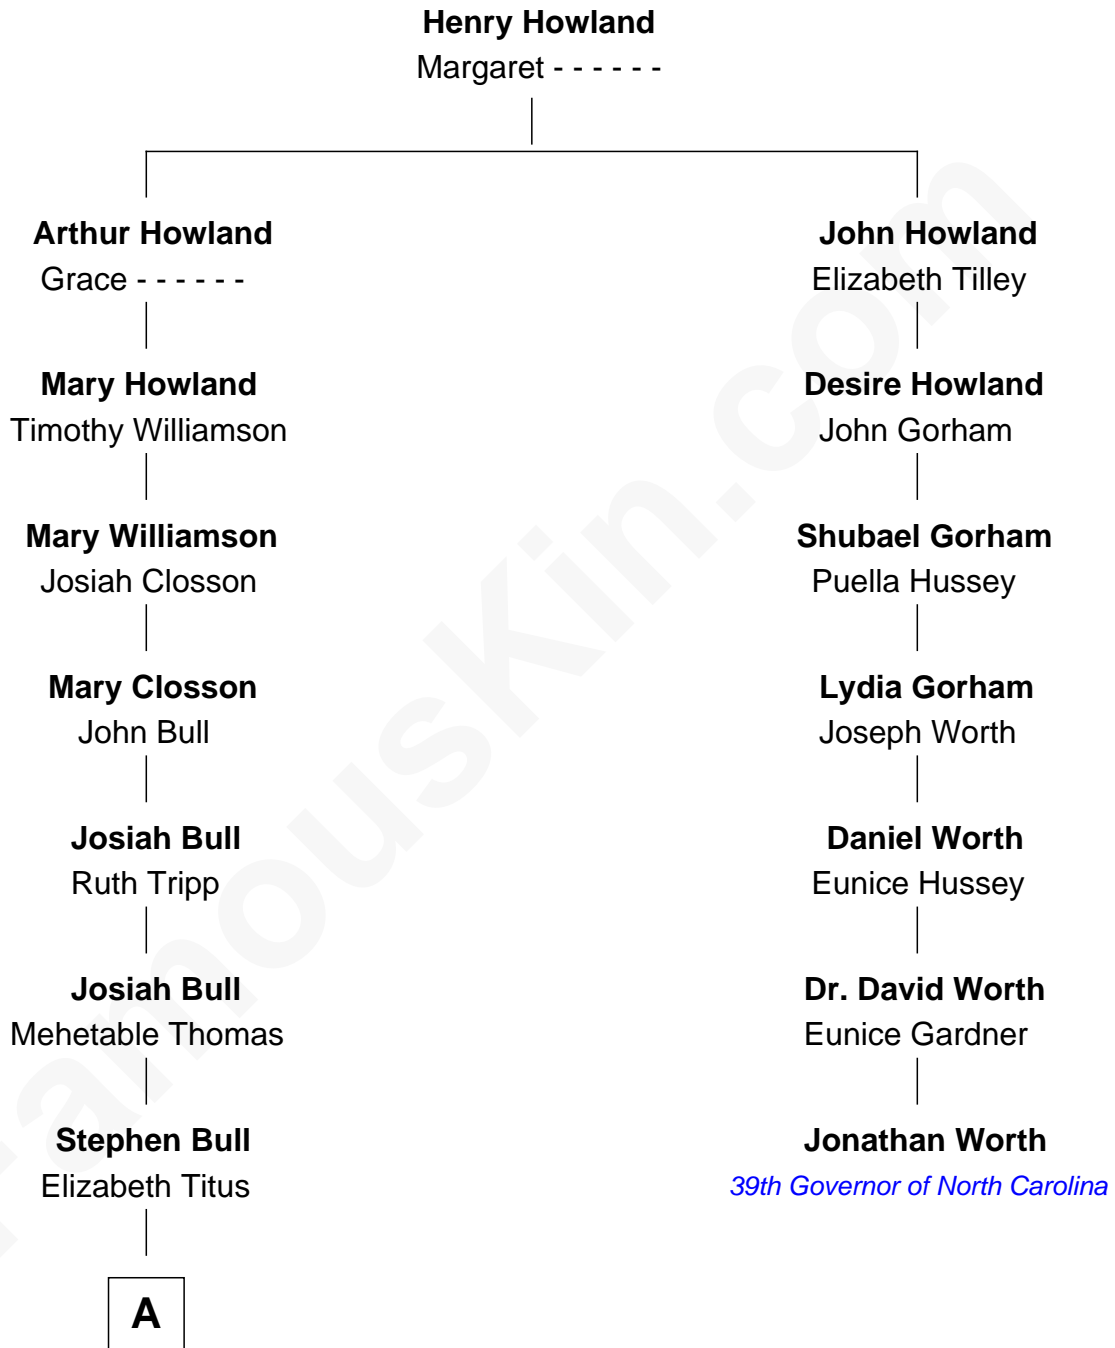 Henry Howland
Margaret - - - - - -
Arthur Howland
Grace - - - - - -
John Howland
Elizabeth Tilley
Mary Howland
Timothy Williamson
Desire Howland
John Gorham
Mary Williamson
Josiah Closson
Shubael Gorham
Puella Hussey
Mary Closson
John Bull
Lydia Gorham
Joseph Worth
Josiah Bull
Ruth Tripp
Daniel Worth
Eunice Hussey
Josiah Bull
Mehetable Thomas
Dr. David Worth
Eunice Gardner
Stephen Bull
Elizabeth Titus
Jonathan Worth
39th Governor of North Carolina
A
FamousKin.com